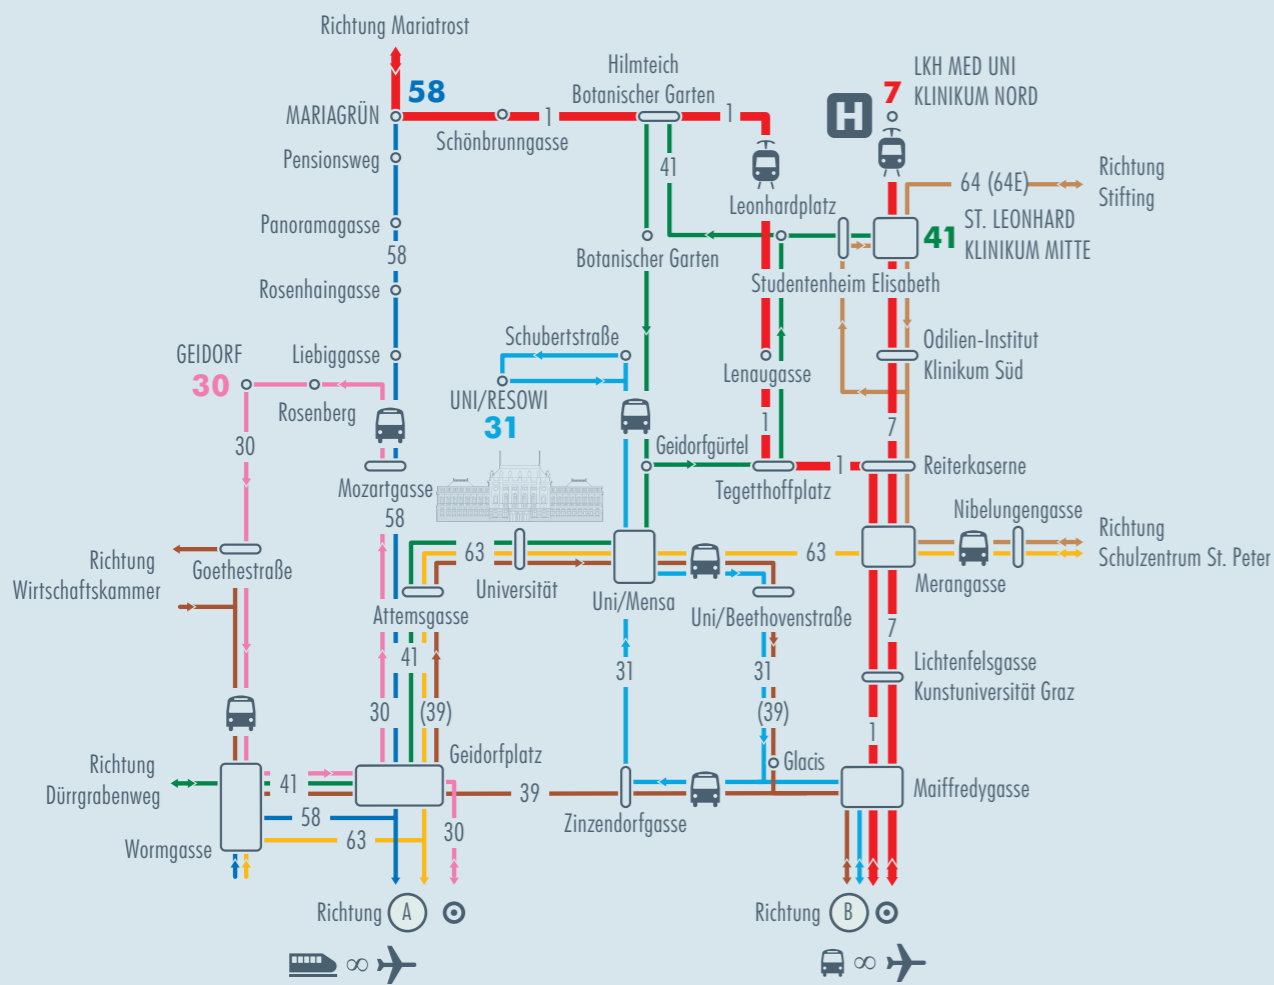 Richtung Mariatrost
58
MARIAGRÜN
1
Schönbrunngasse
Hilmteich
Botanischer Garten
1
7
LKH MED UNI
KLINIKUM NORD
H
Pensionsweg
41
Leonhardplatz
64 (64E)
Richtung
Stifting
Panoramagasse
58
Botanischer Garten
41
ST. LEONHARD
KLINIKUM MITTE
Studentenheim Elisabeth
Rosenhaingasse
Schubertstraße
Odilien-Institut
Klinikum Süd
GEIDORF
30
Liebiggasse
Lenaugasse
Rosenberg
UNI/RESOWI
31
30
1
7
Geidorfgürtel
1
Reiterkaserne
Mozartgasse
Tegetthoffplatz
58
Nibelungengasse
Richtung
Wirtschaftskammer
Goethestraße
63
Universität
63
Richtung
Schulzentrum St. Peter
Attemsgasse
Uni/Mensa
Uni/Beethovenstraße
Merangasse
7
41
31
31
Lichtenfelsgasse
Kunstuniversität Graz
30
(39)
(39)
1
Geidorfplatz
Glacis
Richtung
Dürrgrabenweg
41
39
Maiffredygasse
58
Zinzendorfgasse
Wormgasse
63
30
Richtung A
Richtung B
∞
∞